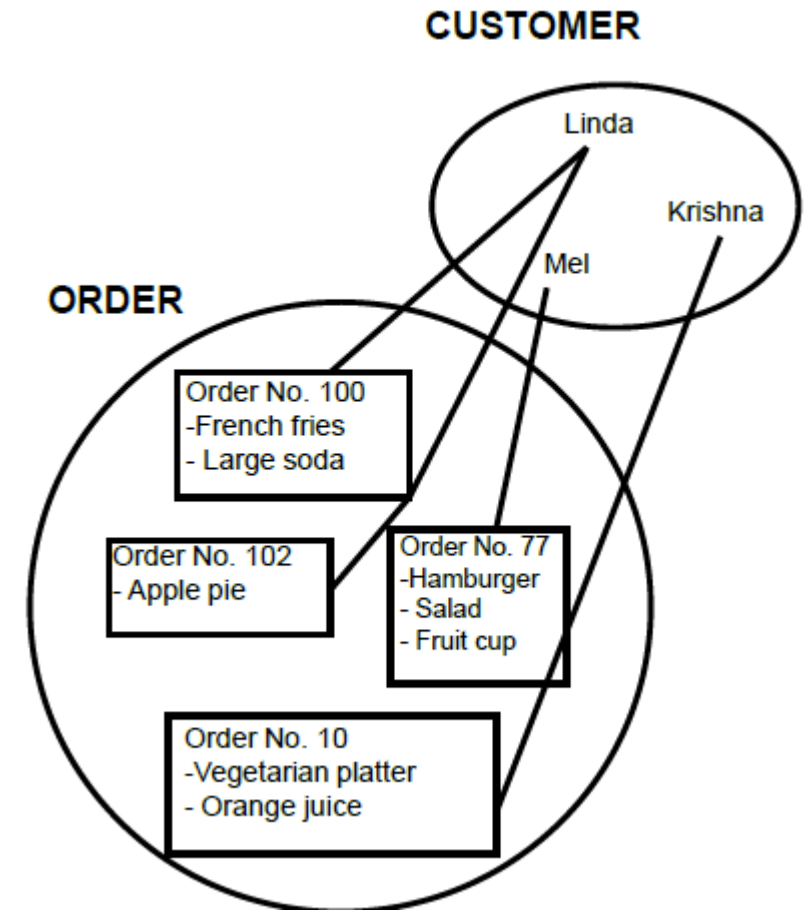 CUSTOMER
Linda
Krishna
Mel
ORDER
Order No. 100
-French fries
- Large soda
Order No. 102
- Apple pie
Order No. 77
-Hamburger
- Salad
- Fruit cup
Order No. 10
-Vegetarian platter
- Orange juice